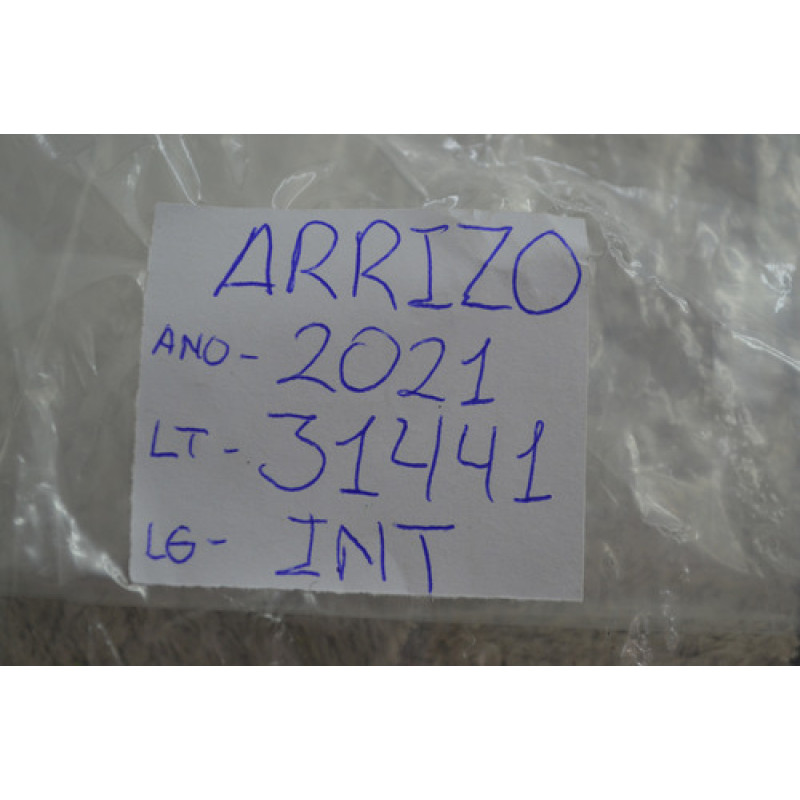 ARRIZO
ANO- 2021
LT- 31441
LG- INT